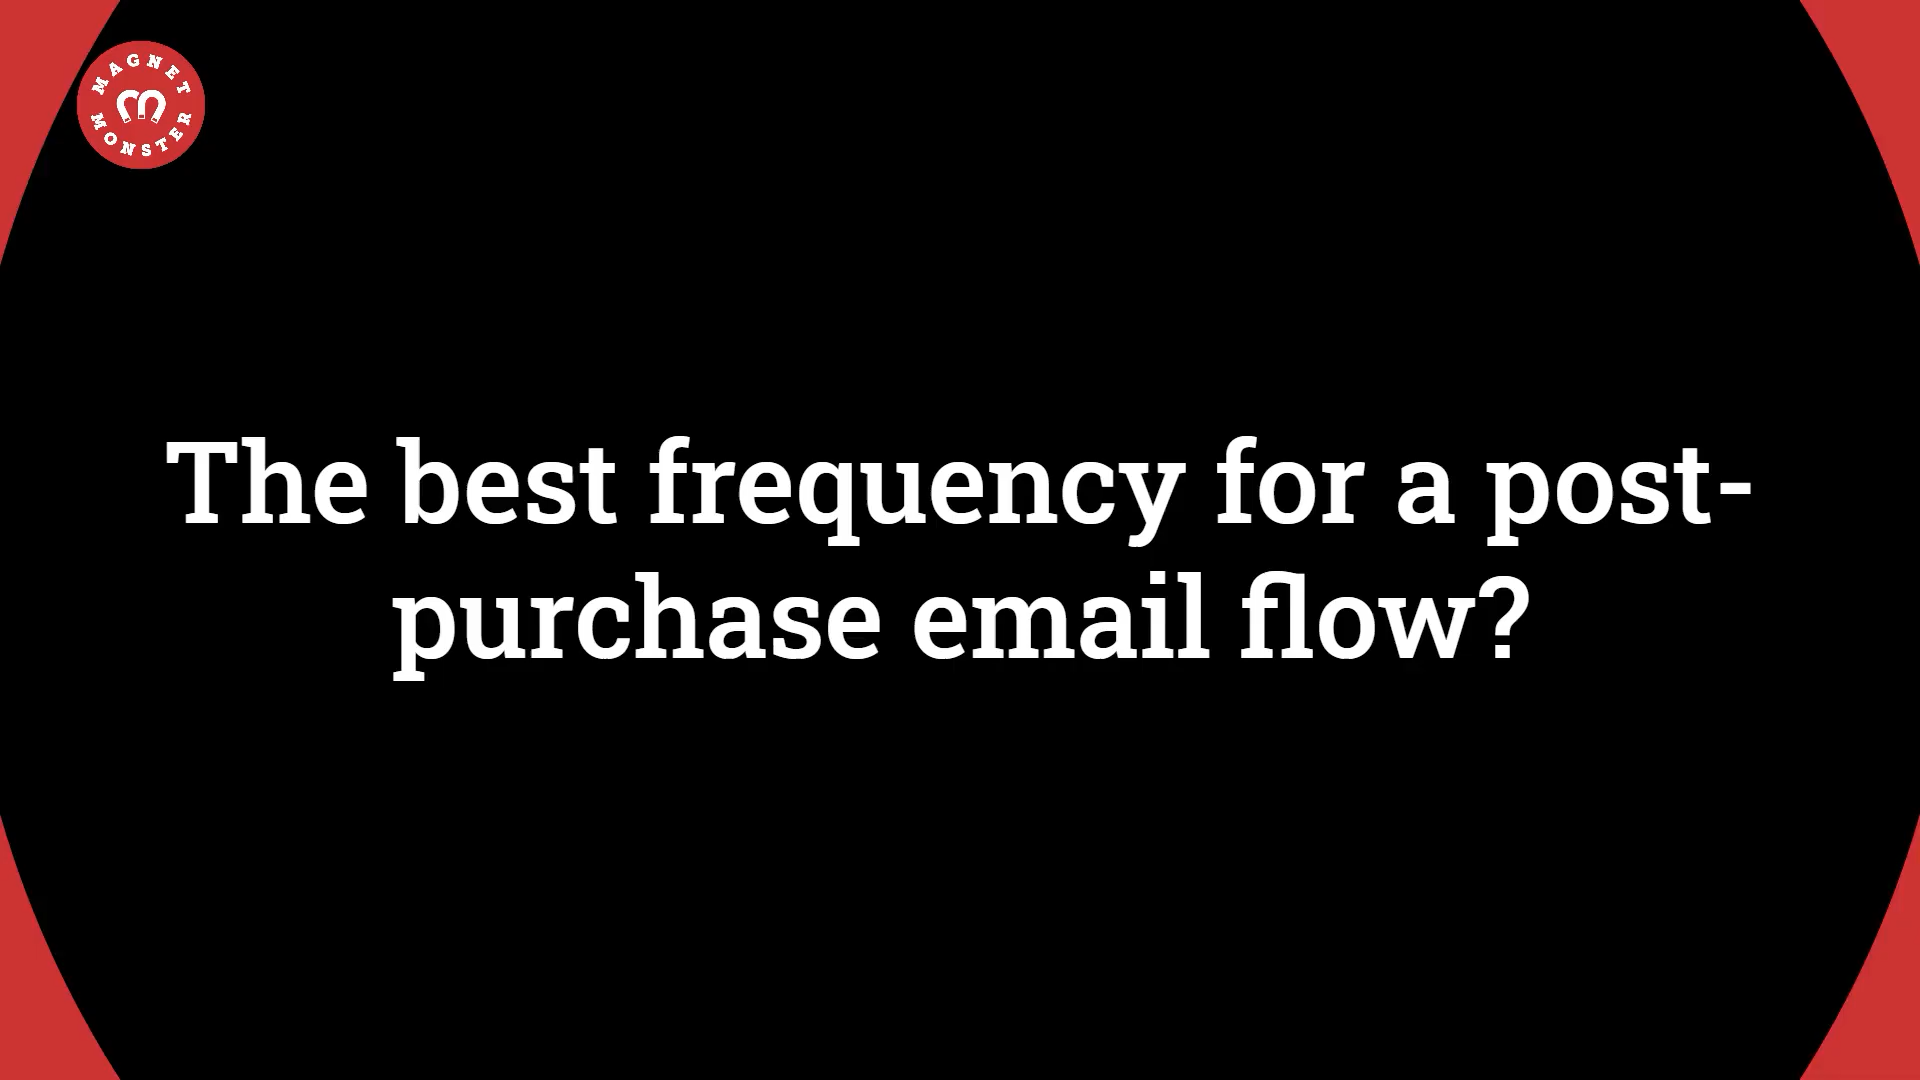 MAGNET
MONSTER
The best frequency for a post-
purchase email flow?